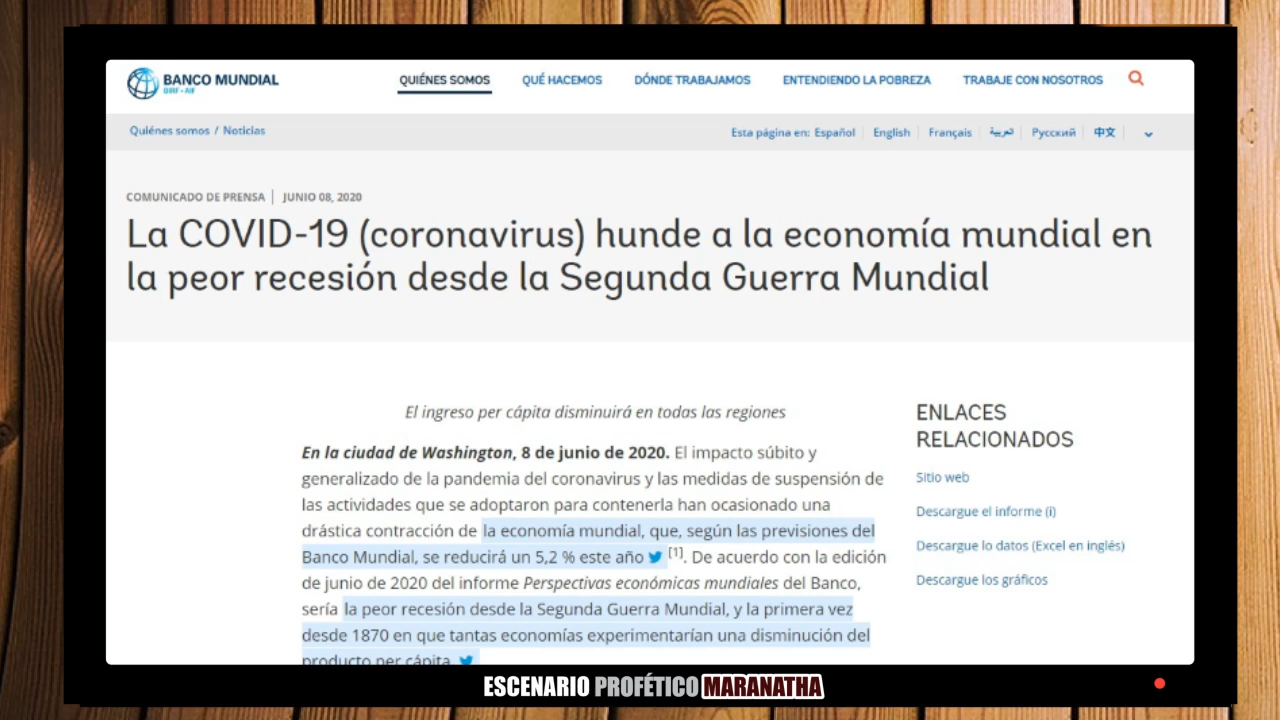 BANCO MUNDIAL
BIRF • AIF
QUIÉNES SOMOS
QUÉ HACEMOS
DÓNDE TRABAJAMOS
ENTENDIENDO LA POBREZA
TRABAJE CON NOSOTROS
Quiénes somos / Noticias
Esta página en: Español English Français العربية Русский 中文
COMUNICADO DE PRENSA | JUNIO 08, 2020
La COVID-19 (coronavirus) hunde a la economía mundial en
la peor recesión desde la Segunda Guerra Mundial
El ingreso per cápita disminuirá en todas las regiones
En la ciudad de Washington, 8 de junio de 2020. El impacto súbito y
generalizado de la pandemia del coronavirus y las medidas de suspensión de
las actividades que se adoptaron para contenerla han ocasionado una
drástica contracción de la economía mundial, que, según las previsiones del
Banco Mundial, se reducirá un 5,2 % este año [1]. De acuerdo con la edición
de junio de 2020 del informe Perspectivas económicas mundiales del Banco,
sería la peor recesión desde la Segunda Guerra Mundial, y la primera vez
desde 1870 en que tantas economías experimentarían una disminución del
producto per cápita
ENLACES
RELACIONADOS
Sitio web
Descargue el informe (i)
Descargue lo datos (Excel en inglés)
Descargue los gráficos
ESCENARIO PROFÉTICO MARANATHA